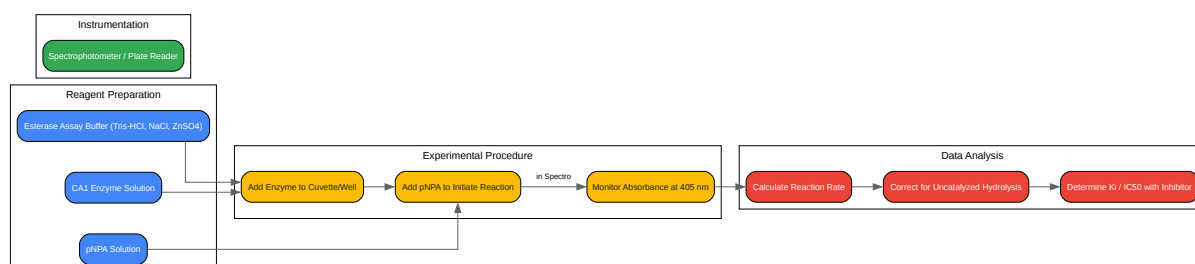 Instrumentation
Spectrophotometer / Plate Reader
Reagent Preparation
Esterase Assay Buffer (Tris-HCl, NaCl, ZnSO4)
CA1 Enzyme Solution
pNPA Solution
Experimental Procedure
Add Enzyme to Cuvette/Well
Add pNPA to Initiate Reaction
in Spectro
Monitor Absorbance at 405 nm
Data Analysis
Calculate Reaction Rate
Correct for Uncatalyzed Hydrolysis
Determine Ki / IC50 with Inhibitor